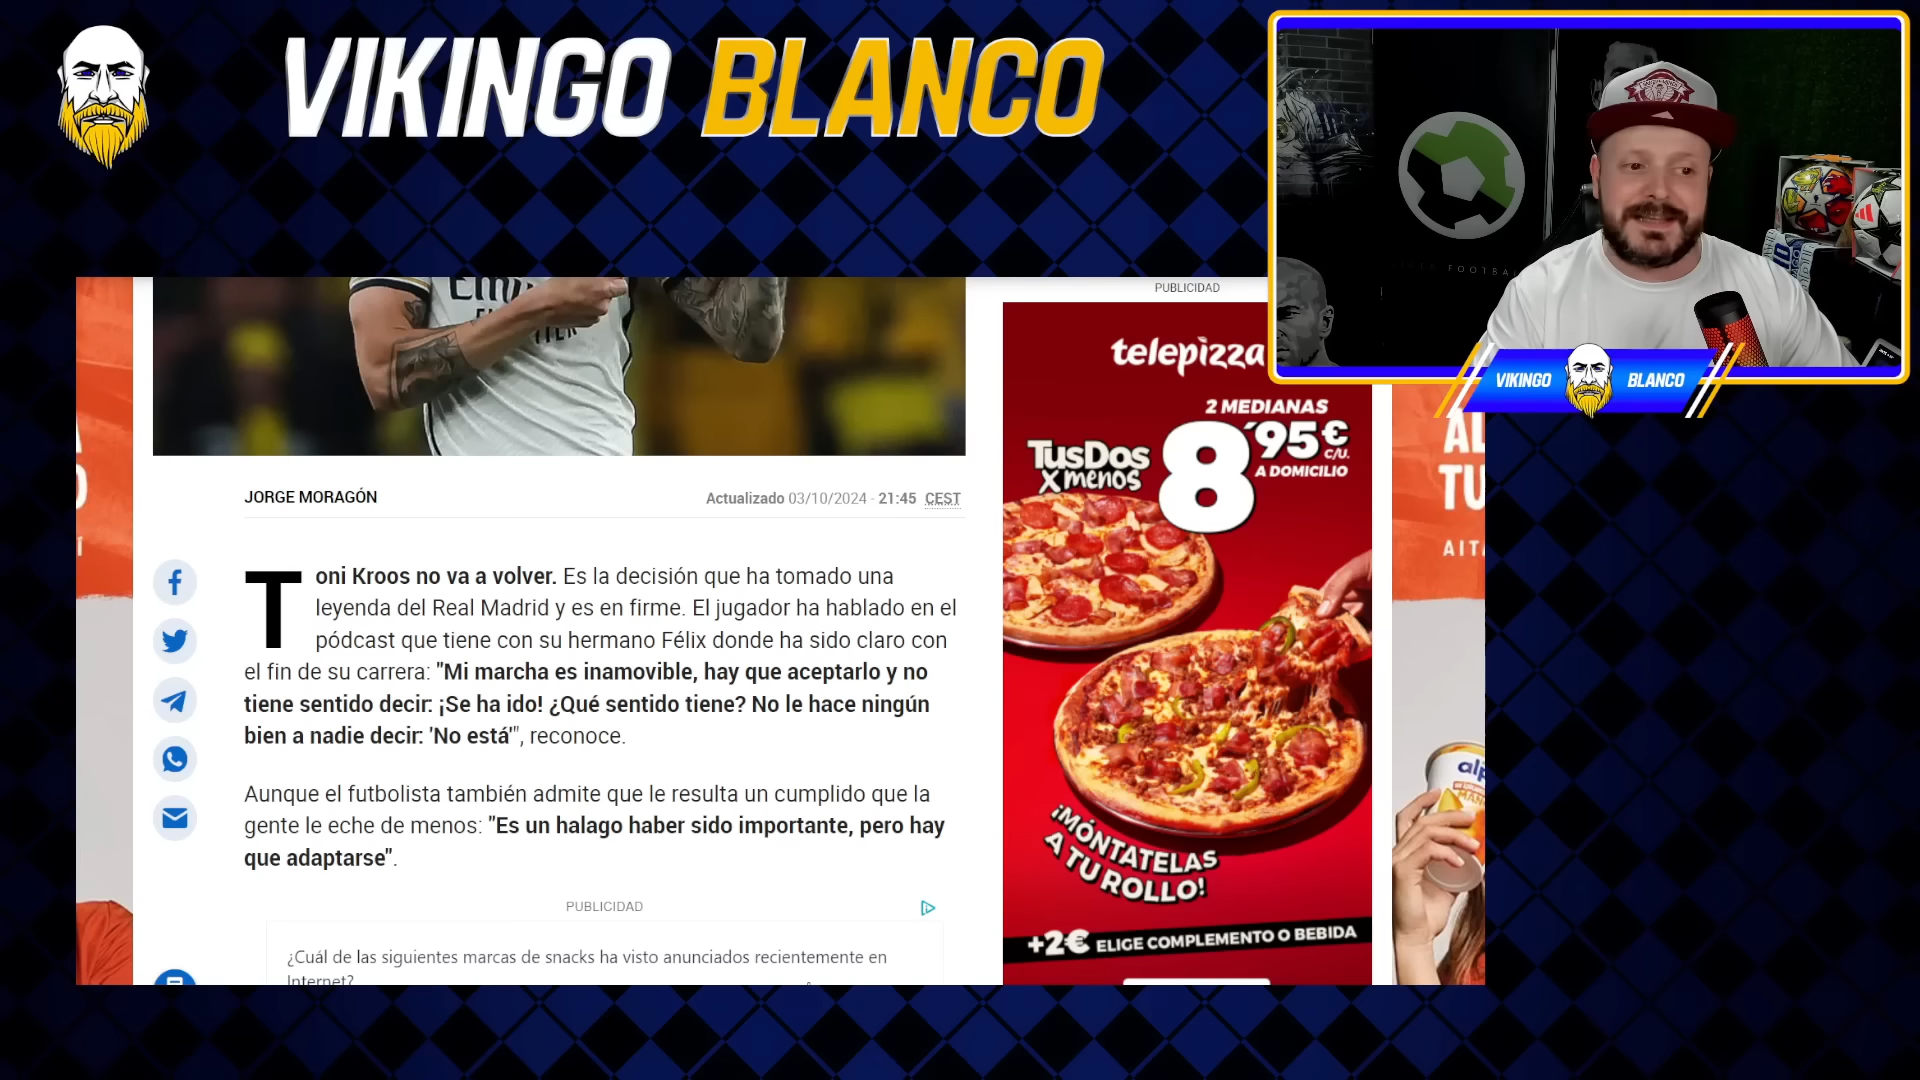 VIKINGO BLANCO
Emi
FOOTBA
VIKINGO BLANCO
PUBLICIDAD
JORGE MORAGÓN
Actualizado 03/10/2024 - 21:45 CEST
Toni Kroos no va a volver. Es la decisión que ha tomado una
leyenda del Real Madrid y es en firme. El jugador ha hablado en el
pódcast que tiene con su hermano Félix donde ha sido claro con
el fin de su carrera: "Mi marcha es inamovible, hay que aceptarlo y no
tiene sentido decir: ¡Se ha ido! ¿Qué sentido tiene? No le hace ningún
bien a nadie decir: 'No está'", reconoce.
Aunque el futbolista también admite que le resulta un cumplido que la
gente le eche de menos: "Es un halago haber sido importante, pero hay
que adaptarse".
PUBLICIDAD
¿Cuál de las siguientes marcas de snacks ha visto anunciados recientemente en
Internet?
telepizza
2 MEDIANAS
TusDos
Xmenos
8'95€
C/U.
A DOMICILIO
¡MÓNTATELAS
A TU ROLLO!
+2€ ELIGE COMPLEMENTO O BEBIDA
AL
TU
AIT
alp